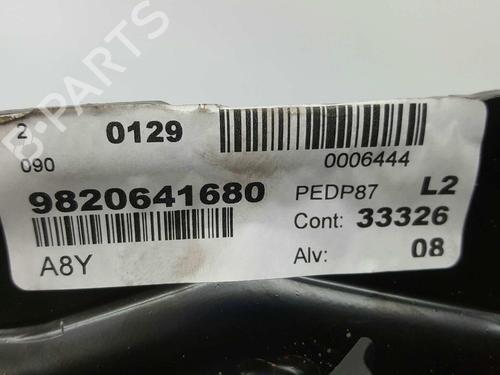 B-PARTS
2 0129
090 0006444
9820641680 PEDP87 L2
Cont: 33326
A8Y Alv: 08